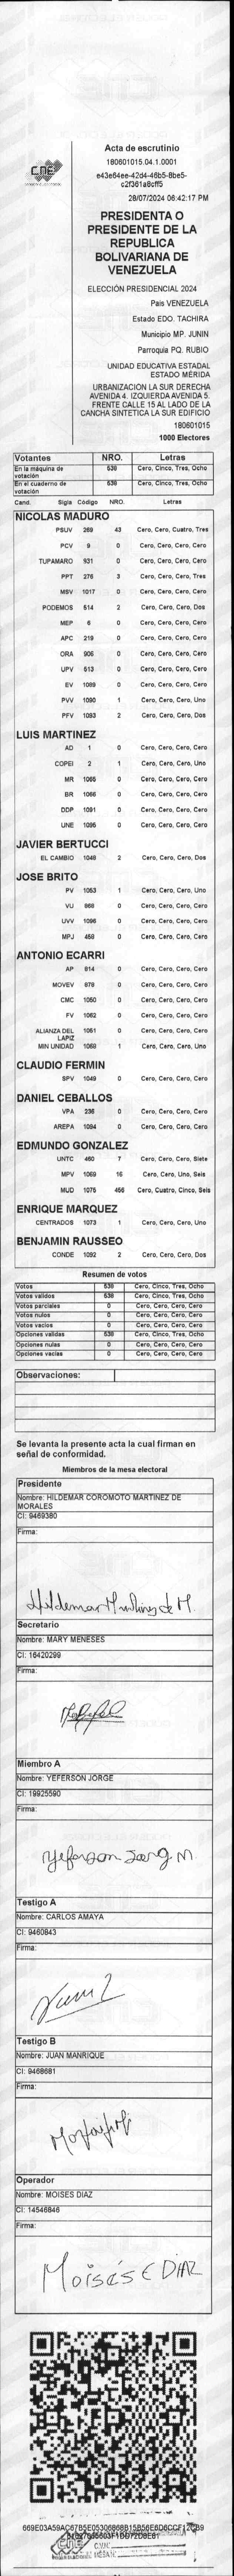 CNE
Acta de escrutinio
180601015.04.1.0001
e43e64ee-42d4-46b5-8be5-
c2f361a8cff5
28/07/2024 06:42:17 PM
PRESIDENTA O
PRESIDENTE DE LA
REPUBLICA
BOLIVARIANA DE
VENEZUELA
ELECCIÓN PRESIDENCIAL 2024
País VENEZUELA
Estado EDO. TACHIRA
Municipio MP. JUNIN
Parroquia PQ. RUBIO
UNIDAD EDUCATIVA ESTADAL
ESTADO MÉRIDA
URBANIZACION LA SUR DERECHA
AVENIDA 4. IZQUIERDA AVENIDA 5.
FRENTE CALLE 15 AL LADO DE LA
CANCHA SINTETICA LA SUR EDIFICIO
180601015
1000 Electores
Votantes NRO. Letras
En la máquina de votación 538 Cero, Cinco, Tres, Ocho
En el cuaderno de votación 538 Cero, Cinco, Tres, Ocho
Cand. Sigla Código NRO. Letras
NICOLAS MADURO
PSUV 269 43 Cero, Cero, Cuatro, Tres
PCV 9 0 Cero, Cero, Cero, Cero
TUPAMARO 931 0 Cero, Cero, Cero, Cero
PPT 276 3 Cero, Cero, Cero, Tres
MSV 1017 0 Cero, Cero, Cero, Cero
PODEMOS 514 2 Cero, Cero, Cero, Dos
MEP 6 0 Cero, Cero, Cero, Cero
APC 219 0 Cero, Cero, Cero, Cero
ORA 906 0 Cero, Cero, Cero, Cero
UPV 513 0 Cero, Cero, Cero, Cero
EV 1089 0 Cero, Cero, Cero, Cero
PVV 1090 1 Cero, Cero, Cero, Uno
PFV 1083 2 Cero, Cero, Cero, Dos
LUIS MARTINEZ
AD 1 0 Cero, Cero, Cero, Cero
COPEI 2 1 Cero, Cero, Cero, Uno
MR 1065 0 Cero, Cero, Cero, Cero
BR 1066 0 Cero, Cero, Cero, Cero
DDP 1091 0 Cero, Cero, Cero, Cero
UNE 1095 0 Cero, Cero, Cero, Cero
JAVIER BERTUCCI
EL CAMBIO 1048 2 Cero, Cero, Cero, Dos
JOSE BRITO
PV 1053 1 Cero, Cero, Cero, Uno
VU 968 0 Cero, Cero, Cero, Cero
UVV 1096 0 Cero, Cero, Cero, Cero
MPJ 459 0 Cero, Cero, Cero, Cero
ANTONIO ECARRI
AP 814 0 Cero, Cero, Cero, Cero
MOVEV 878 0 Cero, Cero, Cero, Cero
CMC 1050 0 Cero, Cero, Cero, Cero
FV 1062 0 Cero, Cero, Cero, Cero
ALIANZA DEL LAPIZ 1051 0 Cero, Cero, Cero, Cero
MIN UNIDAD 1058 1 Cero, Cero, Cero, Uno
CLAUDIO FERMIN
SPV 1049 0 Cero, Cero, Cero, Cero
DANIEL CEBALLOS
VPA 236 0 Cero, Cero, Cero, Cero
AREPA 1094 0 Cero, Cero, Cero, Cero
EDMUNDO GONZALEZ
UNTC 460 7 Cero, Cero, Cero, Siete
MPV 1069 16 Cero, Cero, Uno, Seis
MUD 1075 456 Cero, Cuatro, Cinco, Seis
ENRIQUE MARQUEZ
CENTRADOS 1073 1 Cero, Cero, Cero, Uno
BENJAMIN RAUSSEO
CONDE 1092 2 Cero, Cero, Cero, Dos
Resumen de votos
Votos 538 Cero, Cinco, Tres, Ocho
Votos validos 538 Cero, Cinco, Tres, Ocho
Votos parciales 0 Cero, Cero, Cero, Cero
Votos nulos 0 Cero, Cero, Cero, Cero
Votos vacios 0 Cero, Cero, Cero, Cero
Opciones validas 538 Cero, Cinco, Tres, Ocho
Opciones nulas 0 Cero, Cero, Cero, Cero
Opciones vacias 0 Cero, Cero, Cero, Cero
Observaciones:
Se levanta la presente acta la cual firman en
señal de conformidad.
Miembros de la mesa electoral
Presidente
Nombre: HILDEMAR COROMOTO MARTINEZ DE
MORALES
CI: 9469380
Firma:
Secretario
Nombre: MARY MENESES
CI: 16420299
Firma:
Miembro A
Nombre: YEFERSON JORGE
CI: 19925590
Firma:
Yeferson Jorg. M.
Testigo A
Nombre: CARLOS AMAYA
CI: 9460843
Firma:
Testigo B
Nombre: JUAN MANRIQUE
CI: 9468681
Firma:
Operador
Nombre: MOISES DIAZ
CI: 14546846
Firma:
Moisés E DIAZ